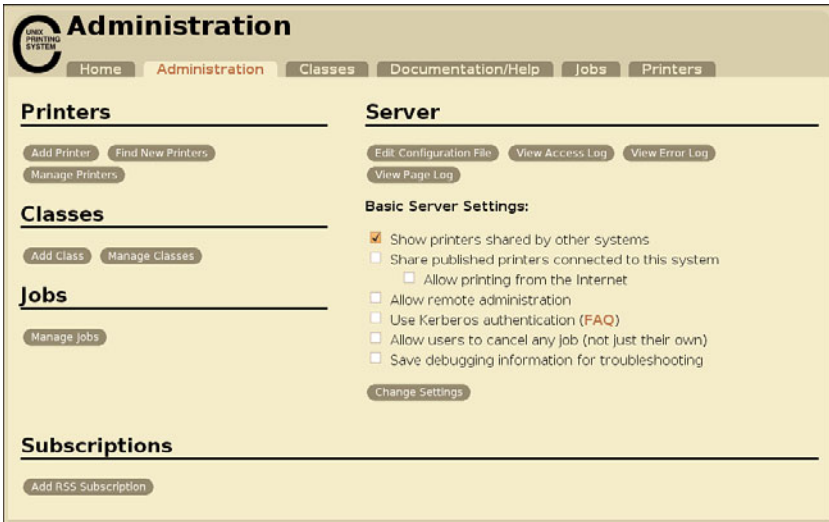 UNIX
PRINTING
SYSTEM
Administration
Home Administration Classes Documentation/Help Jobs Printers
Printers
Add Printer Find New Printers
Manage Printers
Classes
Add Class Manage Classes
Jobs
Manage Jobs
Server
Edit Configuration File View Access Log View Error Log
View Page Log
Basic Server Settings:
Show printers shared by other systems
Share published printers connected to this system
Allow printing from the Internet
Allow remote administration
Use Kerberos authentication (FAQ)
Allow users to cancel any job (not just their own)
Save debugging information for troubleshooting
Change Settings
Subscriptions
Add RSS Subscription